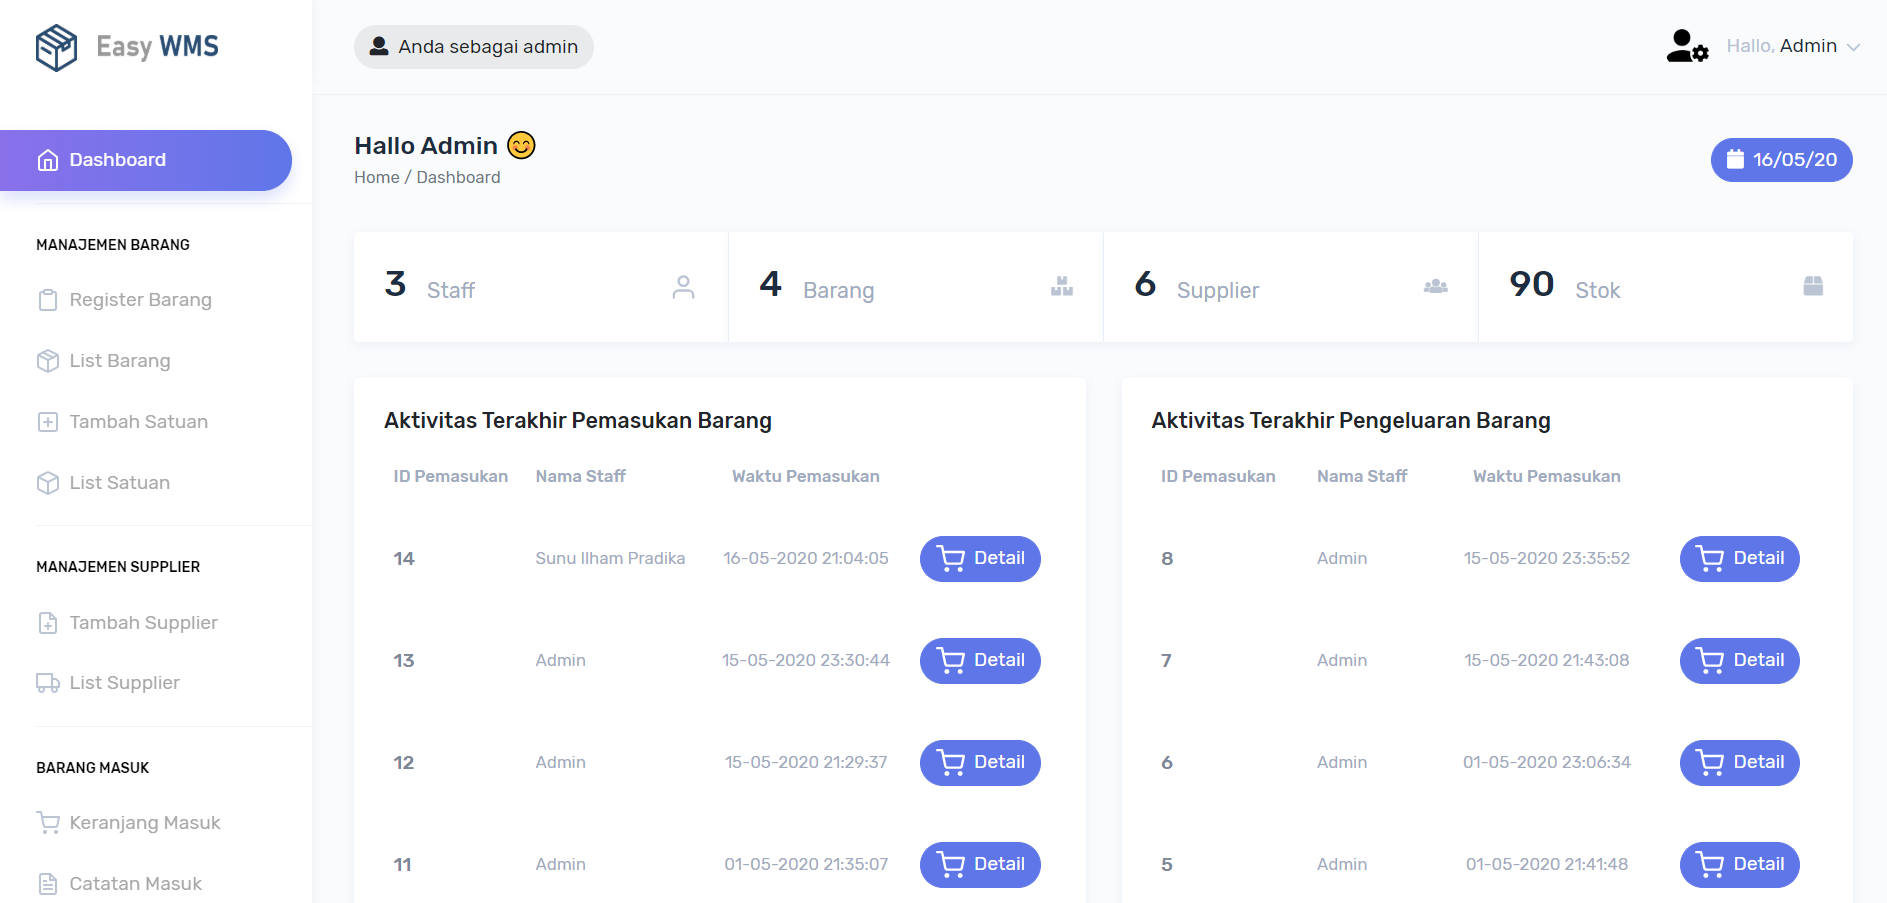 Easy WMS
Dashboard
MANAJEMEN BARANG
Register Barang
List Barang
Tambah Satuan
List Satuan
MANAJEMEN SUPPLIER
Tambah Supplier
List Supplier
BARANG MASUK
Keranjang Masuk
Catatan Masuk
Anda sebagai admin
Hallo, Admin
Hallo Admin 😊
Home / Dashboard
16/05/20
3 Staff
4 Barang
6 Supplier
90 Stok
Aktivitas Terakhir Pemasukan Barang
ID Pemasukan Nama Staff Waktu Pemasukan
14 Sunu Ilham Pradika 16-05-2020 21:04:05 Detail
13 Admin 15-05-2020 23:30:44 Detail
12 Admin 15-05-2020 21:29:37 Detail
11 Admin 01-05-2020 21:35:07 Detail
Aktivitas Terakhir Pengeluaran Barang
ID Pemasukan Nama Staff Waktu Pemasukan
8 Admin 15-05-2020 23:35:52 Detail
7 Admin 15-05-2020 21:43:08 Detail
6 Admin 01-05-2020 23:06:34 Detail
5 Admin 01-05-2020 21:41:48 Detail